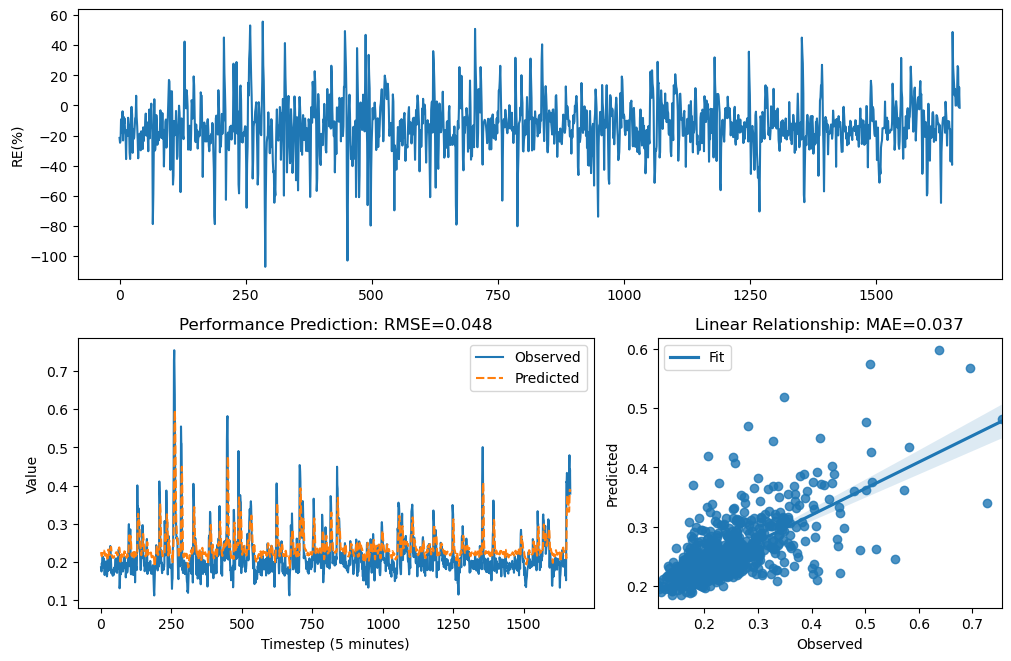 60
40
20
0
−20
−40
−60
−80
−100
RE(%)
0 250 500 750 1000 1250 1500
Performance Prediction: RMSE=0.048
Observed
Predicted
0.7
0.6
0.5
0.4
0.3
0.2
0.1
Value
0 250 500 750 1000 1250 1500
Timestep (5 minutes)
Linear Relationship: MAE=0.037
Fit
0.6
0.5
0.4
0.3
0.2
Predicted
0.2 0.3 0.4 0.5 0.6 0.7
Observed